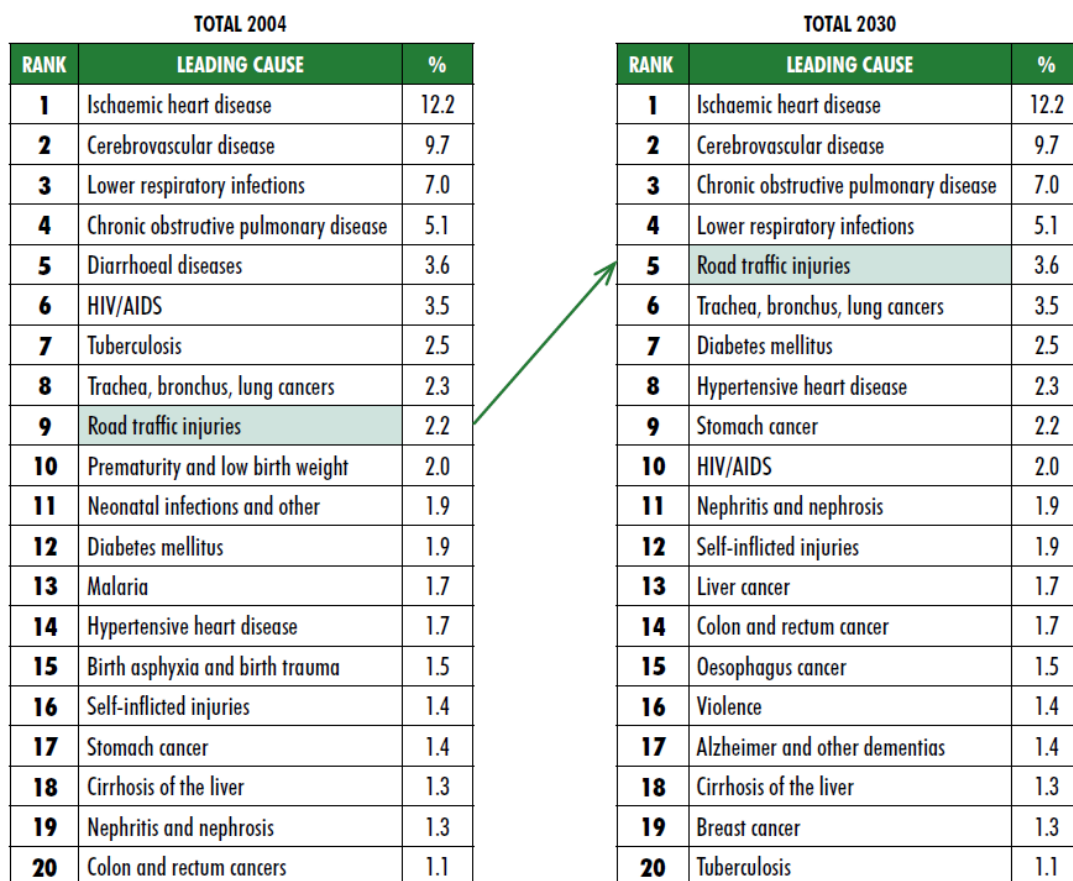 TOTAL 2004
RANK LEADING CAUSE %
1 Ischaemic heart disease 12.2
2 Cerebrovascular disease 9.7
3 Lower respiratory infections 7.0
4 Chronic obstructive pulmonary disease 5.1
5 Diarrhoeal diseases 3.6
6 HIV/AIDS 3.5
7 Tuberculosis 2.5
8 Trachea, bronchus, lung cancers 2.3
9 Road traffic injuries 2.2
10 Prematurity and low birth weight 2.0
11 Neonatal infections and other 1.9
12 Diabetes mellitus 1.9
13 Malaria 1.7
14 Hypertensive heart disease 1.7
15 Birth asphyxia and birth trauma 1.5
16 Self-inflicted injuries 1.4
17 Stomach cancer 1.4
18 Cirrhosis of the liver 1.3
19 Nephritis and nephrosis 1.3
20 Colon and rectum cancers 1.1
TOTAL 2030
RANK LEADING CAUSE %
1 Ischaemic heart disease 12.2
2 Cerebrovascular disease 9.7
3 Chronic obstructive pulmonary disease 7.0
4 Lower respiratory infections 5.1
5 Road traffic injuries 3.6
6 Trachea, bronchus, lung cancers 3.5
7 Diabetes mellitus 2.5
8 Hypertensive heart disease 2.3
9 Stomach cancer 2.2
10 HIV/AIDS 2.0
11 Nephritis and nephrosis 1.9
12 Self-inflicted injuries 1.9
13 Liver cancer 1.7
14 Colon and rectum cancer 1.7
15 Oesophagus cancer 1.5
16 Violence 1.4
17 Alzheimer and other dementias 1.4
18 Cirrhosis of the liver 1.3
19 Breast cancer 1.3
20 Tuberculosis 1.1